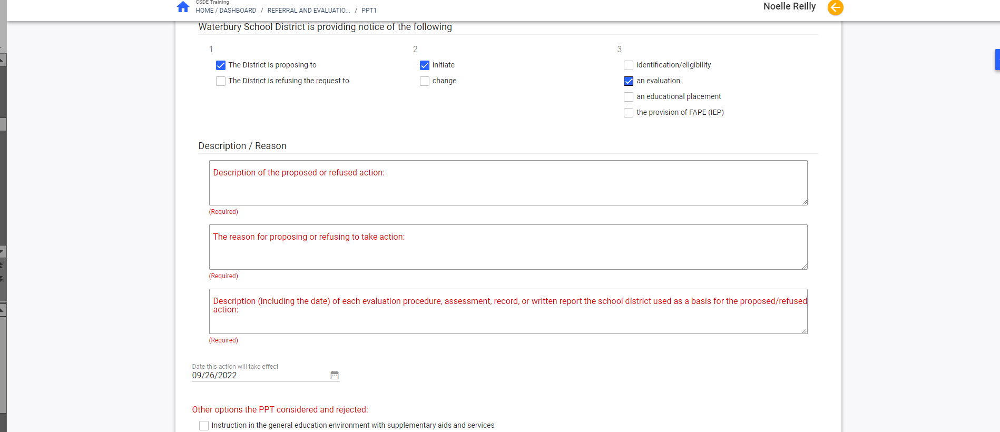 CSDE Training
HOME / DASHBOARD / REFERRAL AND EVALUATIO... / PPT1
Noelle Reilly
Waterbury School District is providing notice of the following
1 2 3
The District is proposing to initiate identification/eligibility
The District is refusing the request to change an evaluation
an educational placement
the provision of FAPE (IEP)
Description / Reason
Description of the proposed or refused action:
(Required)
The reason for proposing or refusing to take action:
(Required)
Description (including the date) of each evaluation procedure, assessment, record, or written report the school district used as a basis for the proposed/refused
action:
(Required)
Date this action will take effect
09/26/2022
Other options the PPT considered and rejected:
Instruction in the general education environment with supplementary aids and services